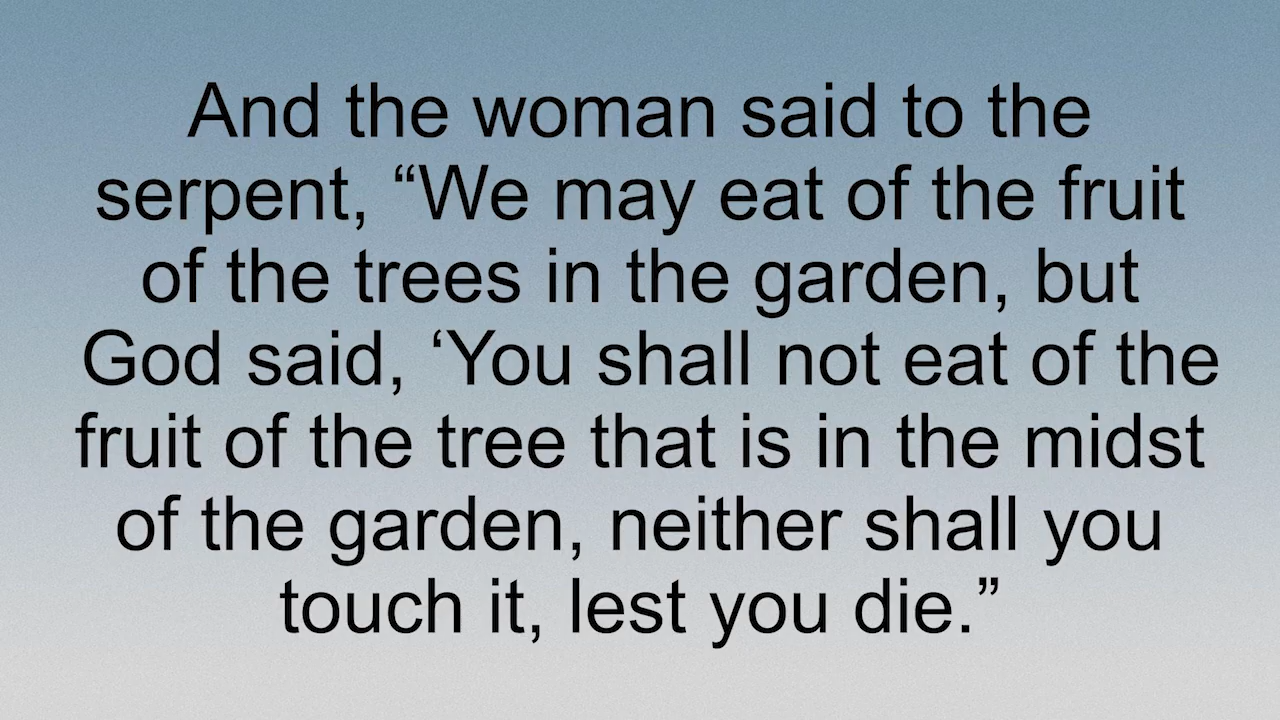 And the woman said to the
serpent, “We may eat of the fruit
of the trees in the garden, but
God said, ‘You shall not eat of the
fruit of the tree that is in the midst
of the garden, neither shall you
touch it, lest you die.”